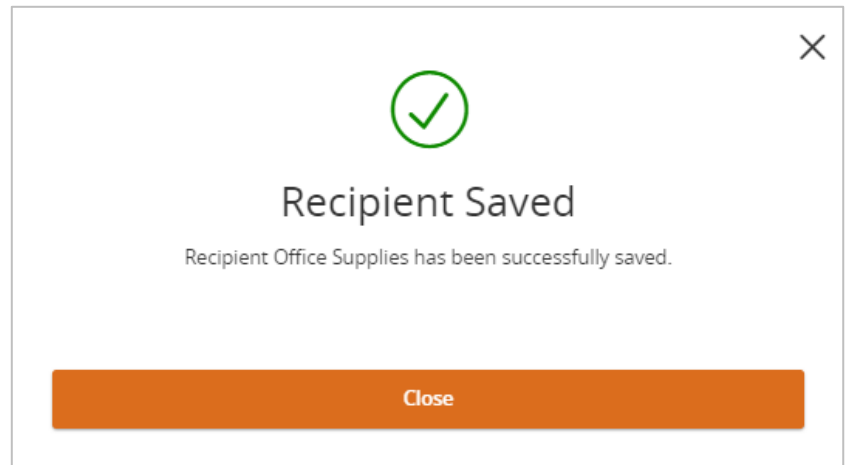 Recipient Saved
Recipient Office Supplies has been successfully saved.
Close